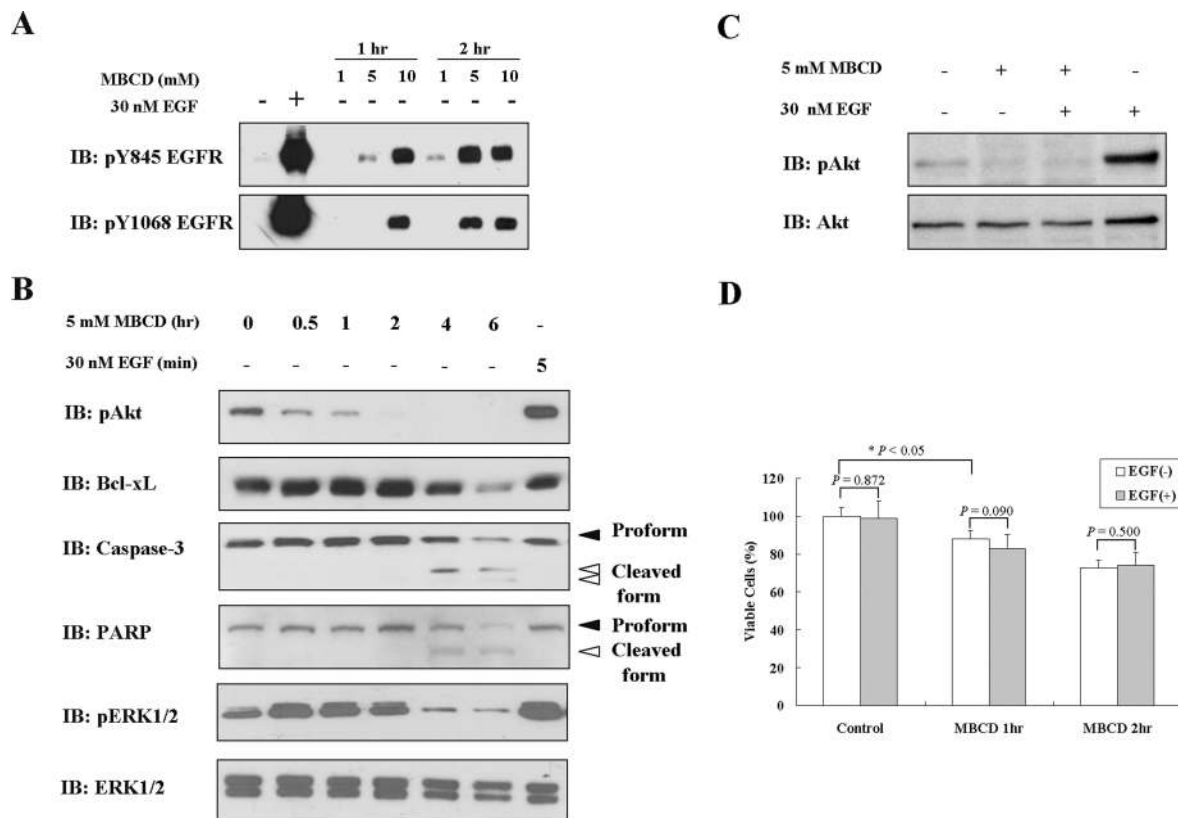 A
1 hr 2 hr
MBCD (mM) 1 5 10 1 5 10
30 nM EGF - + - - - - - -
IB: pY845 EGFR
IB: pY1068 EGFR
B
5 mM MBCD (hr) 0 0.5 1 2 4 6 -
30 nM EGF (min) - - - - - - 5
IB: pAkt
IB: Bcl-xL
IB: Caspase-3
Proform
Cleaved
form
IB: PARP
Proform
Cleaved
form
IB: pERK1/2
IB: ERK1/2
C
5 mM MBCD - + + -
30 nM EGF - - + +
IB: pAkt
IB: Akt
D
* P < 0.05
P = 0.872
P = 0.090
P = 0.500
EGF(-)
EGF(+)
Viable Cells (%)
120
100
80
60
40
20
0
Control MBCD 1hr MBCD 2hr